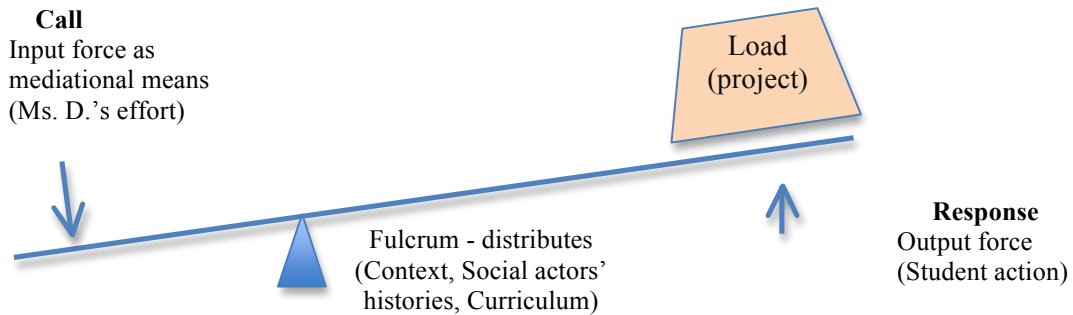 Call
Input force as
mediational means
(Ms. D.'s effort)
Load
(project)
Fulcrum - distributes
(Context, Social actors'
histories, Curriculum)
Response
Output force
(Student action)